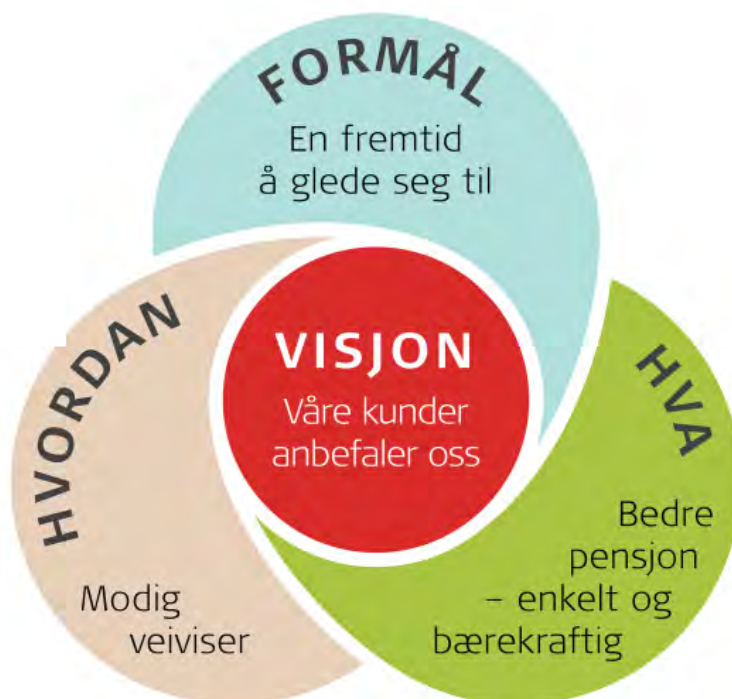 FORMÅL
En fremtid
å glede seg til
VISJON
Våre kunder
anbefaler oss
HVORDAN
Modig
veiviser
HVA
Bedre
pensjon
– enkelt og
bærekraftig